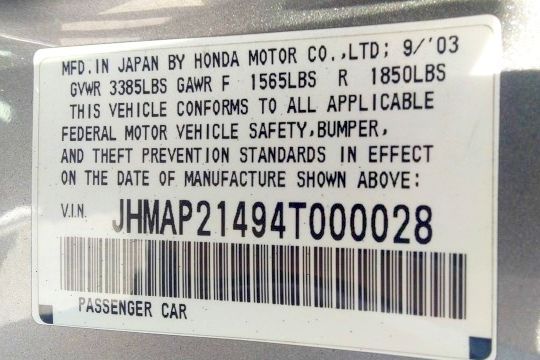 MFD.IN JAPAN BY HONDA MOTOR CO.,LTD; 9/'03
GVWR 3385LBS GAWR F 1565LBS R 1850LBS
THIS VEHICLE CONFORMS TO ALL APPLICABLE
FEDERAL MOTOR VEHICLE SAFETY,BUMPER,
AND THEFT PREVENTION STANDARDS IN EFFECT
ON THE DATE OF MANUFACTURE SHOWN ABOVE:
V.I.N. JHMAP21494T000028
PASSENGER CAR